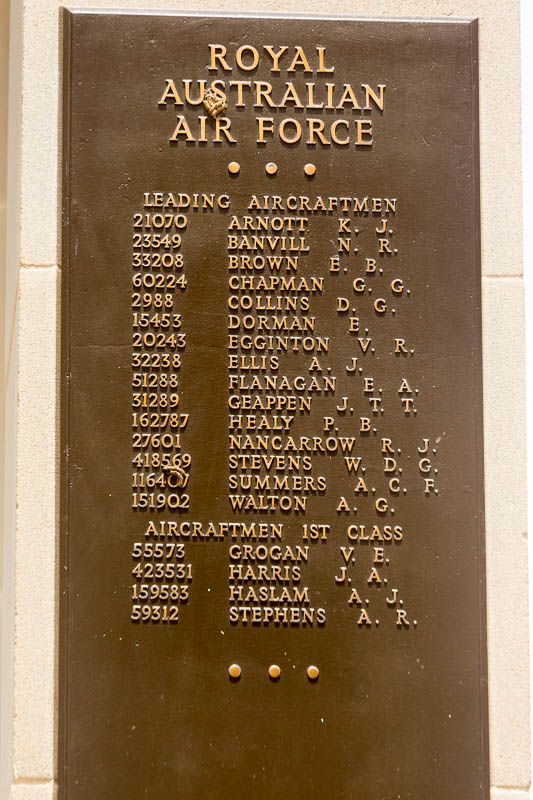 ROYAL
AUSTRALIAN
AIR FORCE
LEADING AIRCRAFTMEN
21070 ARNOTT K. J.
23549 BANVILL N. R.
33208 BROWN E. B.
60224 CHAPMAN G. G.
2988 COLLINS D. G.
15453 DORMAN E.
20243 EGGINTON V. R.
32238 ELLIS A. J.
51288 FLANAGAN E. A.
31289 GEAPPEN J. T. T.
162787 HEALY P. B.
27601 NANCARROW R. J.
418569 STEVENS W. D. G.
SUMMERS A. C. F.
151902 WALTON A. G.
AIRCRAFTMEN 1ST CLASS
55573 GROGAN V. E.
423531 HARRIS J. A.
159583 HASLAM A. J.
59312 STEPHENS A. R.